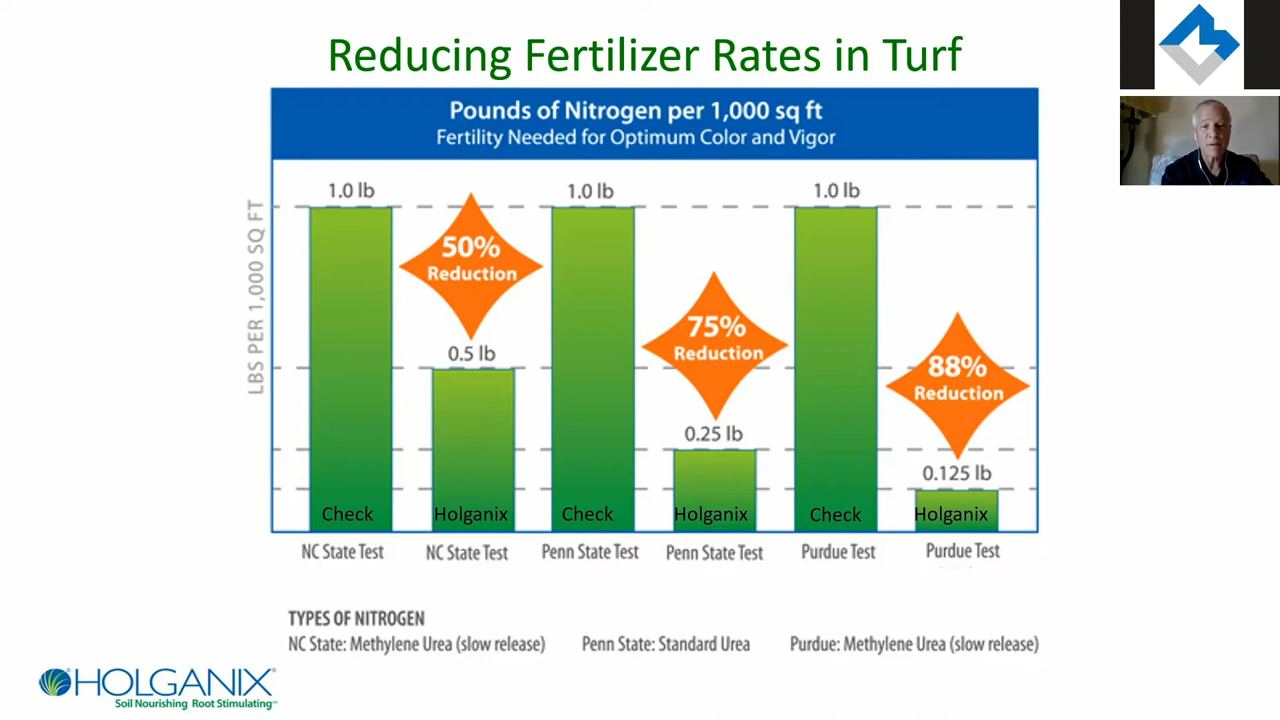 Reducing Fertilizer Rates in Turf
Pounds of Nitrogen per 1,000 sq ft
Fertility Needed for Optimum Color and Vigor
LBS PER 1,000 SQ FT
1.0 lb
1.0 lb
1.0 lb
50%
Reduction
75%
Reduction
88%
Reduction
0.5 lb
0.25 lb
0.125 lb
Check
Holganix
Check
Holganix
Check
Holganix
NC State Test
NC State Test
Penn State Test
Penn State Test
Purdue Test
Purdue Test
TYPES OF NITROGEN
NC State: Methylene Urea (slow release)
Penn State: Standard Urea
Purdue: Methylene Urea (slow release)
HOLGANIX
Soil Nourishing Root Stimulating